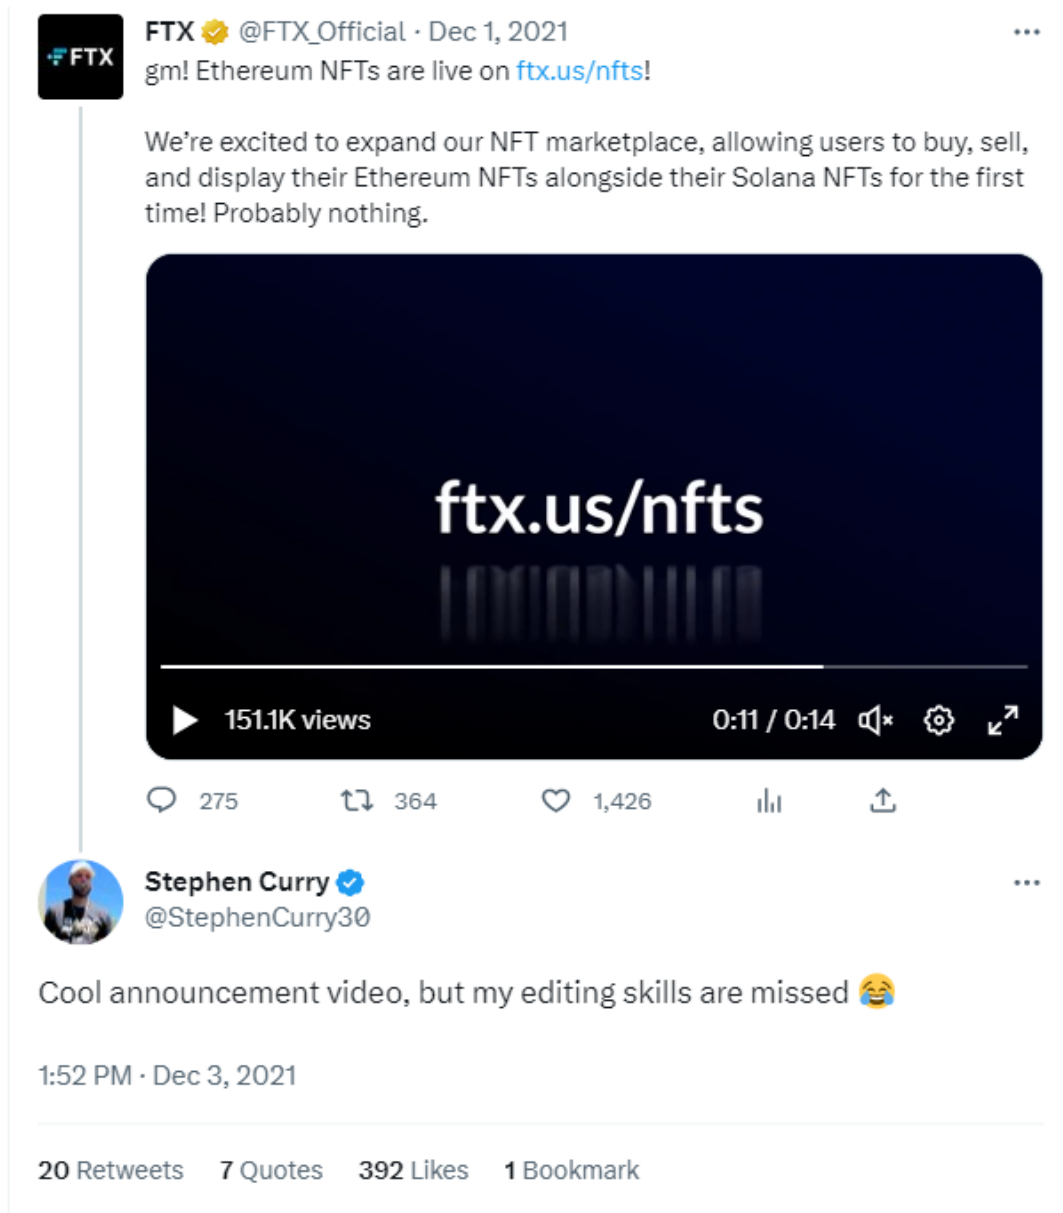 FTX
FTX @FTX_Official · Dec 1, 2021
gm! Ethereum NFTs are live on ftx.us/nfts!
We’re excited to expand our NFT marketplace, allowing users to buy, sell,
and display their Ethereum NFTs alongside their Solana NFTs for the first
time! Probably nothing.
ftx.us/nfts
151.1K views 0:11 / 0:14
275 364 1,426
Stephen Curry
@StephenCurry30
Cool announcement video, but my editing skills are missed 😂
1:52 PM · Dec 3, 2021
20 Retweets 7 Quotes 392 Likes 1 Bookmark